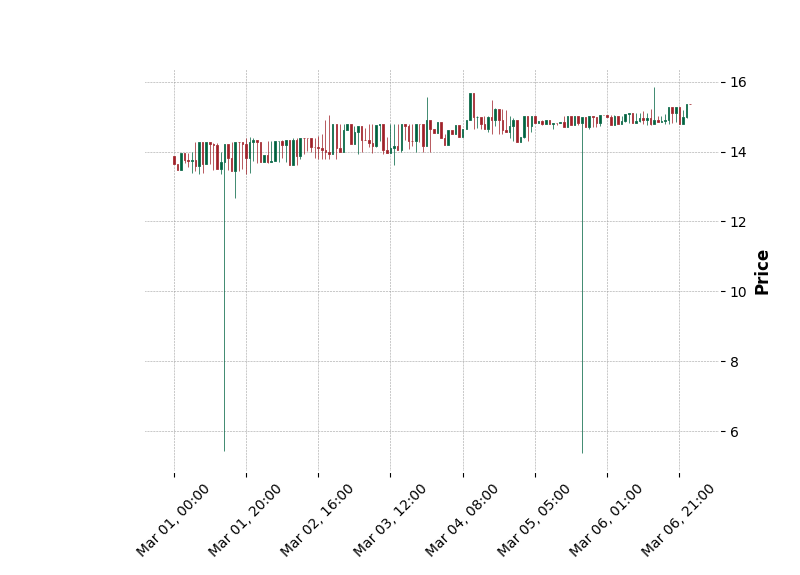 16
14
12
10
8
6
Price
Mar 01, 00:00
Mar 01, 20:00
Mar 02, 16:00
Mar 03, 12:00
Mar 04, 08:00
Mar 05, 05:00
Mar 06, 01:00
Mar 06, 21:00